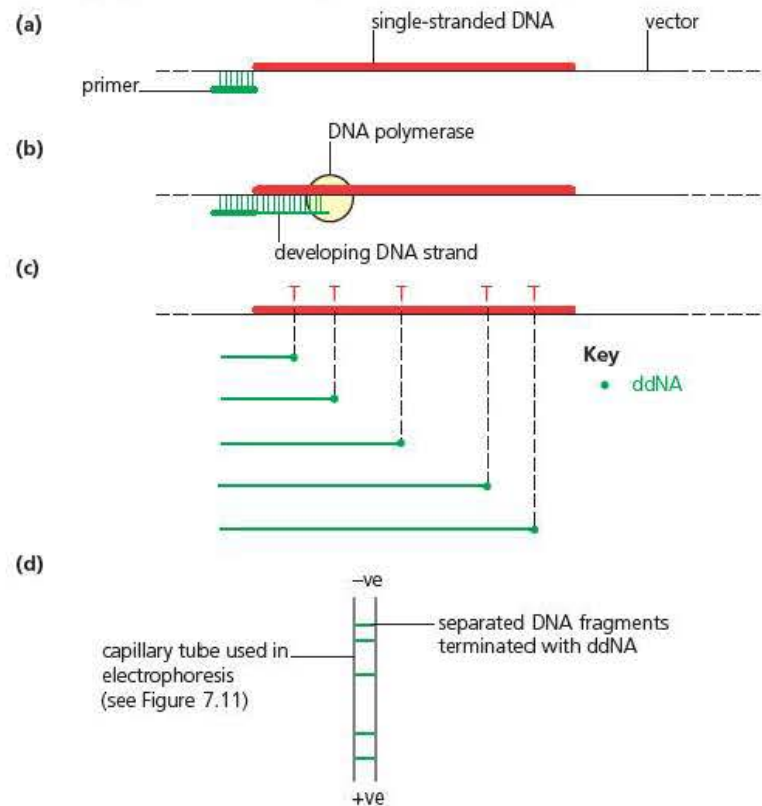 (a)
single-stranded DNA
vector
primer
DNA polymerase
(b)
developing DNA strand
(c)
T T T T T
Key
ddNA
(d)
–ve
separated DNA fragments
terminated with ddNA
capillary tube used in
electrophoresis
(see Figure 7.11)
+ve